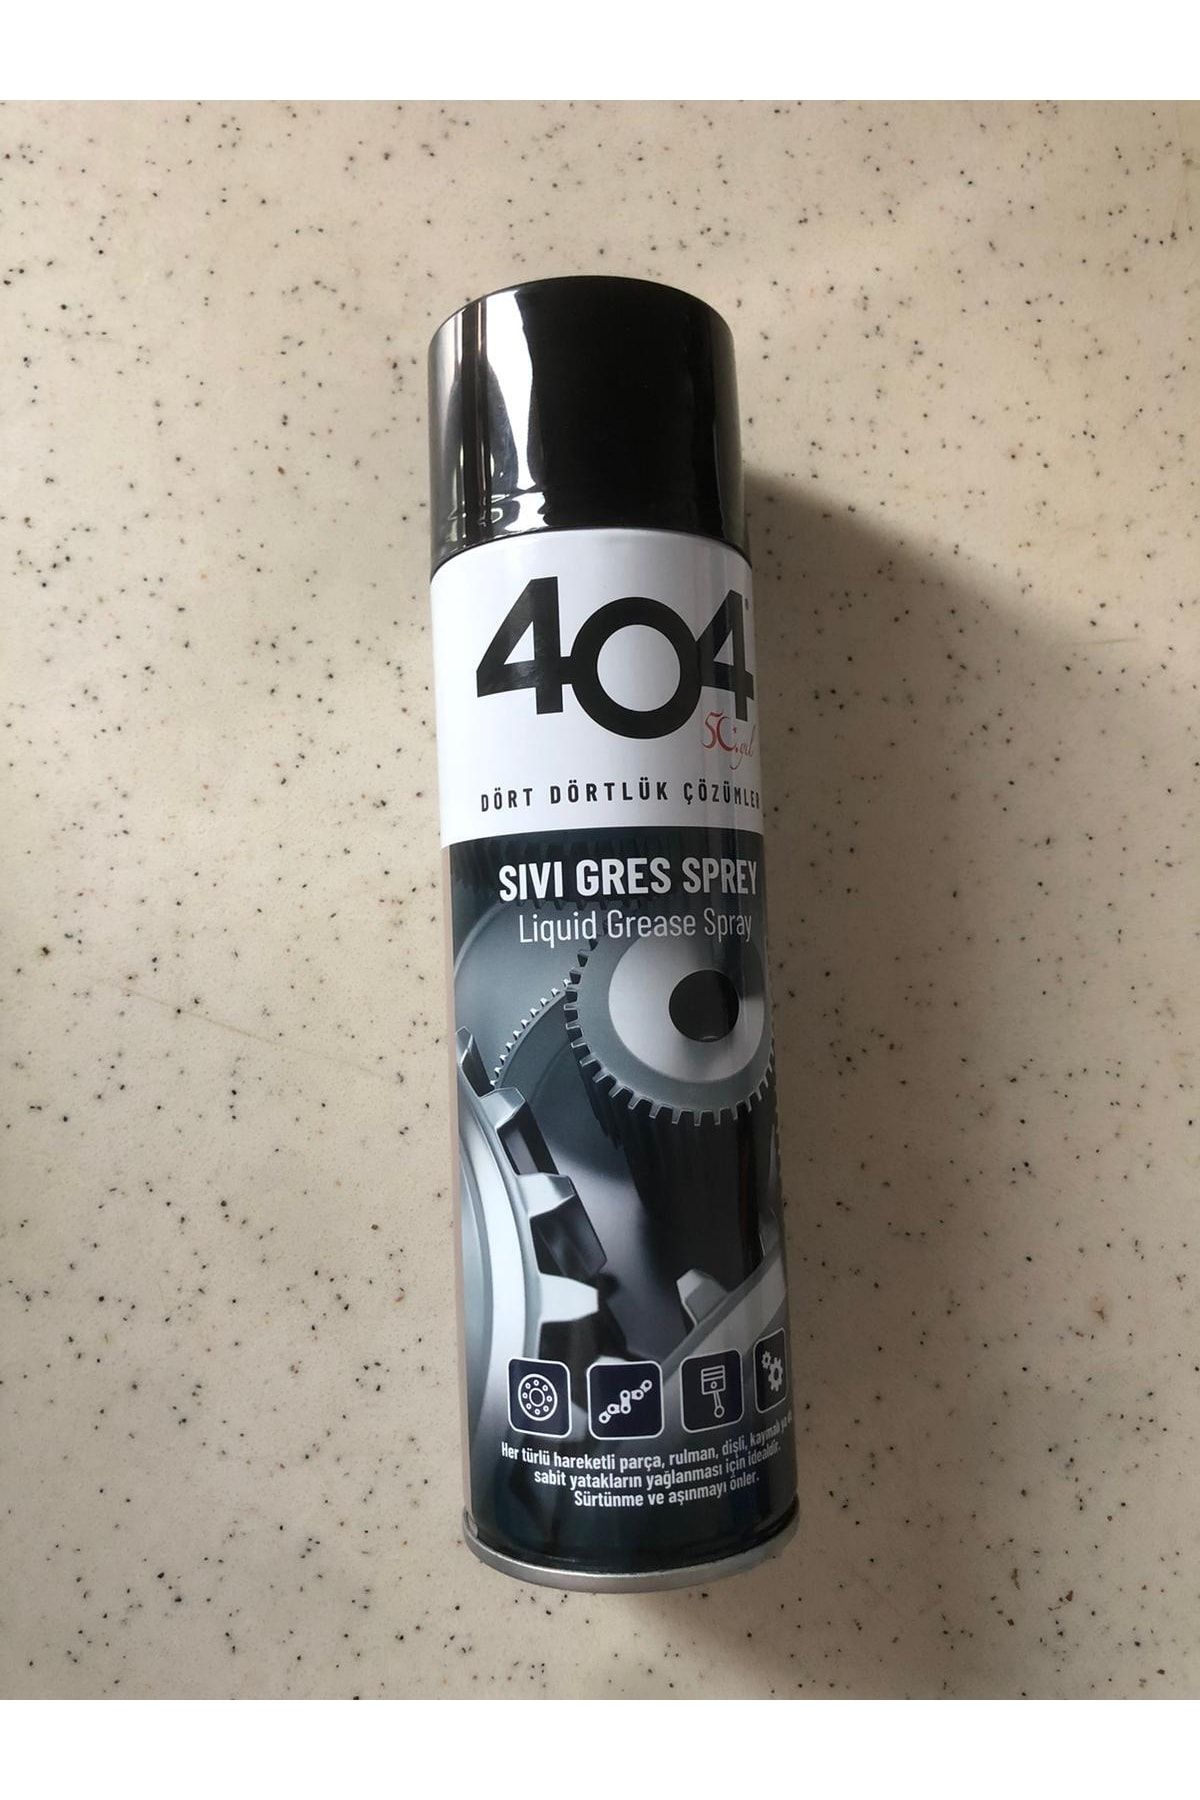 404®
50.yıl
DÖRT DÖRTLÜK ÇÖZÜMLER
SIVI GRES SPREY
Liquid Grease Spray
Her türlü hareketli parça, rulman, dişli, kaymalı
sabit yatakların yağlanması için idealdir.
Sürtünme ve aşınmayı önler.